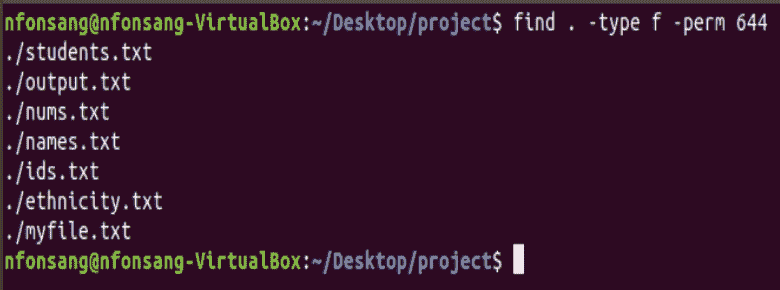 nfonsang@nfonsang-VirtualBox:~/Desktop/project$ find . -type f -perm 644
./students.txt
./output.txt
./nums.txt
./names.txt
./ids.txt
./ethnicity.txt
./myfile.txt
nfonsang@nfonsang-VirtualBox:~/Desktop/project$